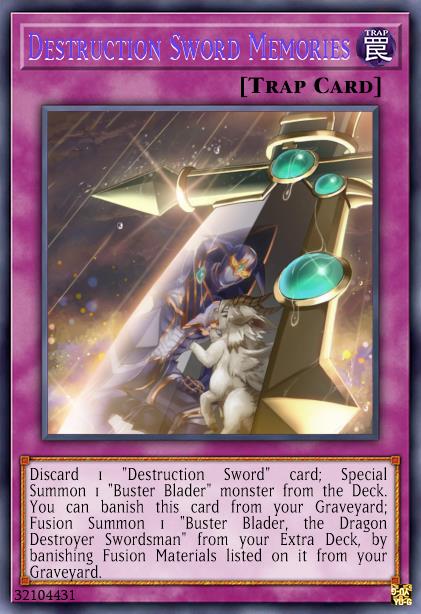 Destruction Sword Memories
TRAP
罠
[Trap Card]
Discard 1 "Destruction Sword" card; Special
Summon 1 "Buster Blader" monster from the Deck.
You can banish this card from your Graveyard;
Fusion Summon 1 "Buster Blader, the Dragon
Destroyer Swordsman" from your Extra Deck, by
banishing Fusion Materials listed on it from your
Graveyard.
32104431